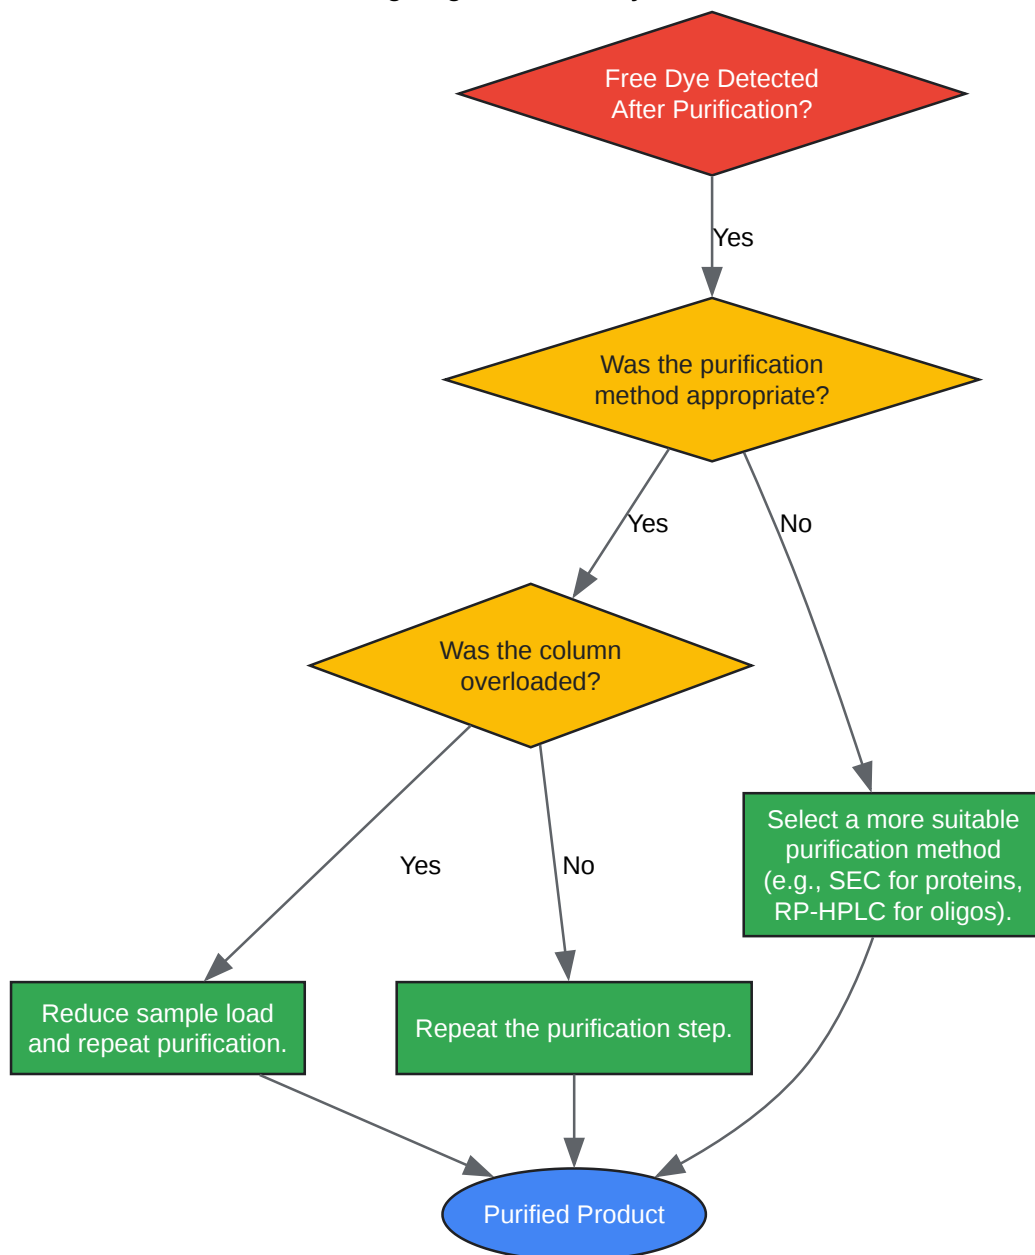 Free Dye Detected
After Purification?
Yes
Was the purification
method appropriate?
Yes
No
Was the column
overloaded?
Yes
No
Select a more suitable
purification method
(e.g., SEC for proteins,
RP-HPLC for oligos).
Reduce sample load
and repeat purification.
Repeat the purification step.
Purified Product